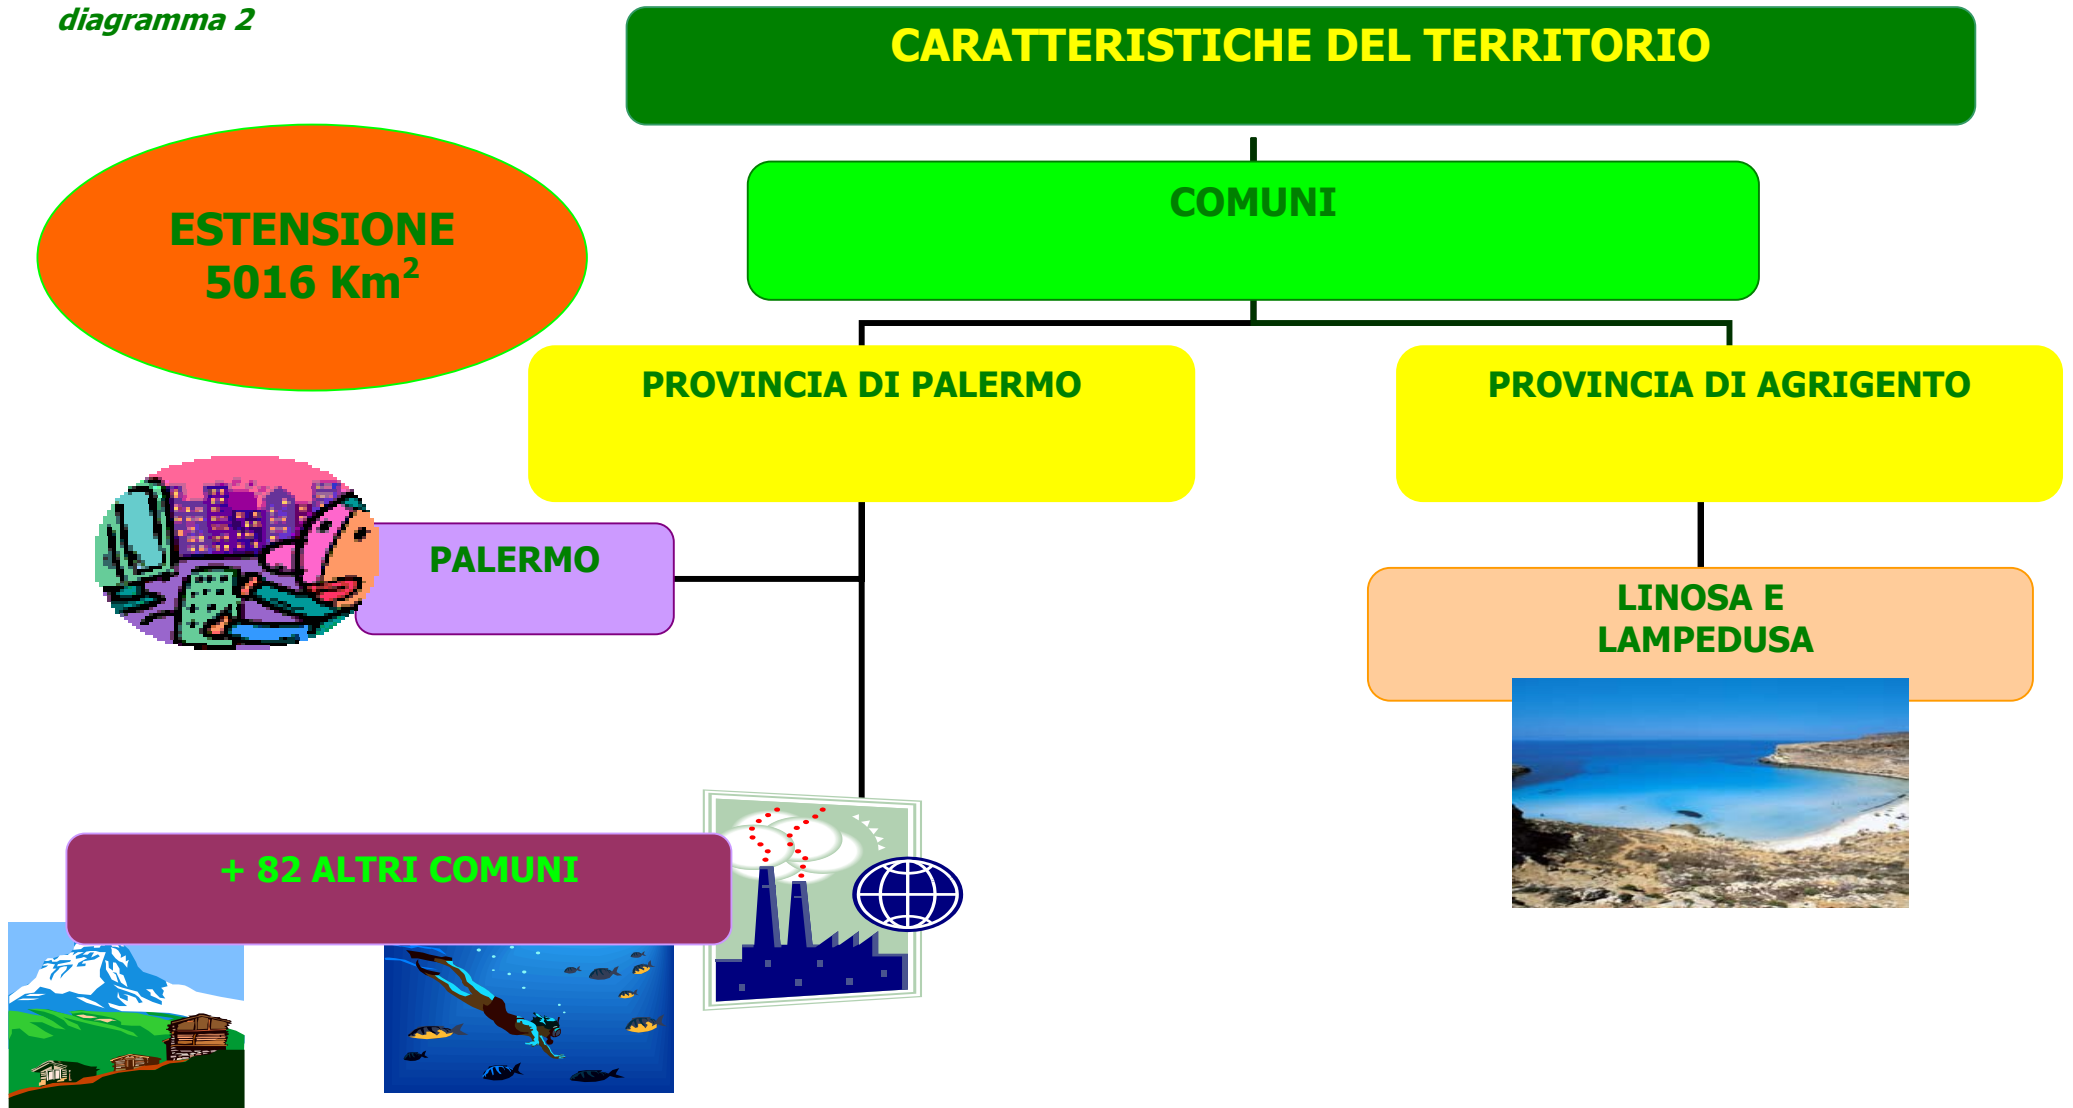 diagramma 2
CARATTERISTICHE DEL TERRITORIO
COMUNI
ESTENSIONE
5016 Km²
PROVINCIA DI PALERMO
PROVINCIA DI AGRIGENTO
PALERMO
LINOSA E
LAMPEDUSA
+ 82 ALTRI COMUNI